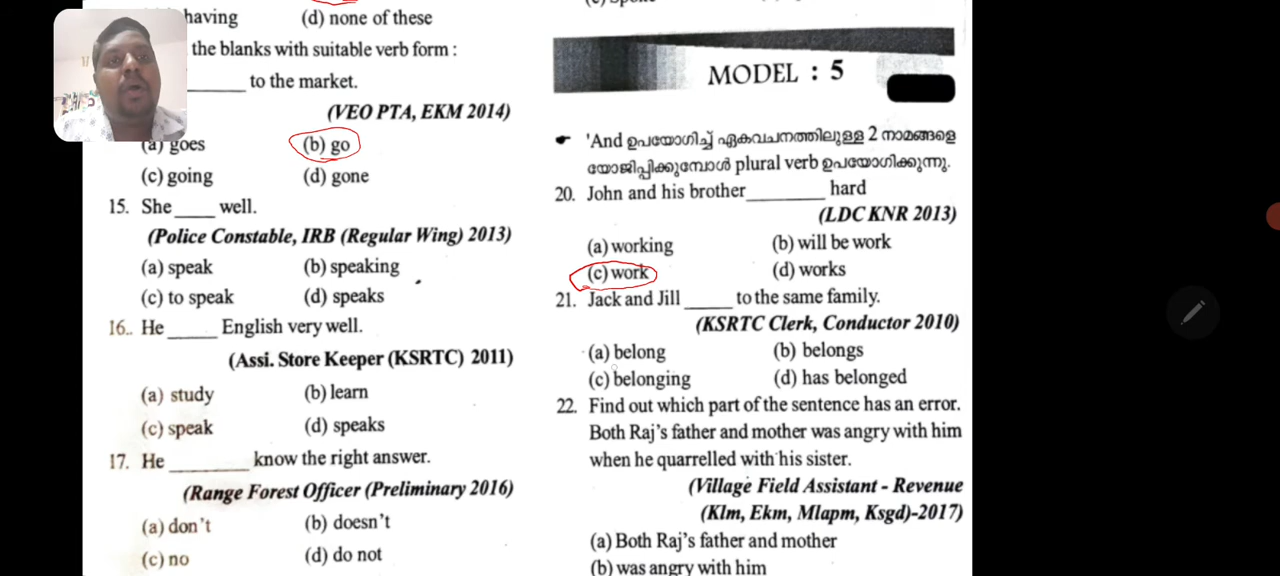 having (d) none of these
the blanks with suitable verb form :
______ to the market.
(VEO PTA, EKM 2014)
(a) goes (b) go
(c) going (d) gone
15. She ____ well.
(Police Constable, IRB (Regular Wing) 2013)
(a) speak (b) speaking
(c) to speak (d) speaks
16.. He _____ English very well.
(Assi. Store Keeper (KSRTC) 2011)
(a) study (b) learn
(c) speak (d) speaks
17. He ________ know the right answer.
(Range Forest Officer (Preliminary 2016)
(a) don't (b) doesn't
(c) no (d) do not
MODEL : 5
'And ഉപയോഗിച്ച് ഏകവചനത്തിലുള്ള 2 നാമങ്ങളെ
യോജിപ്പിക്കുമ്പോൾ plural verb ഉപയോഗിക്കുന്നു.
20. John and his brother ________ hard
(LDC KNR 2013)
(a) working (b) will be work
(c) work (d) works
21. Jack and Jill _____ to the same family.
(KSRTC Clerk, Conductor 2010)
(a) belong (b) belongs
(c) belonging (d) has belonged
22. Find out which part of the sentence has an error.
Both Raj's father and mother was angry with him
when he quarrelled with his sister.
(Village Field Assistant - Revenue
(Klm, Ekm, Mlapm, Ksgd)-2017)
(a) Both Raj's father and mother
(b) was angry with him